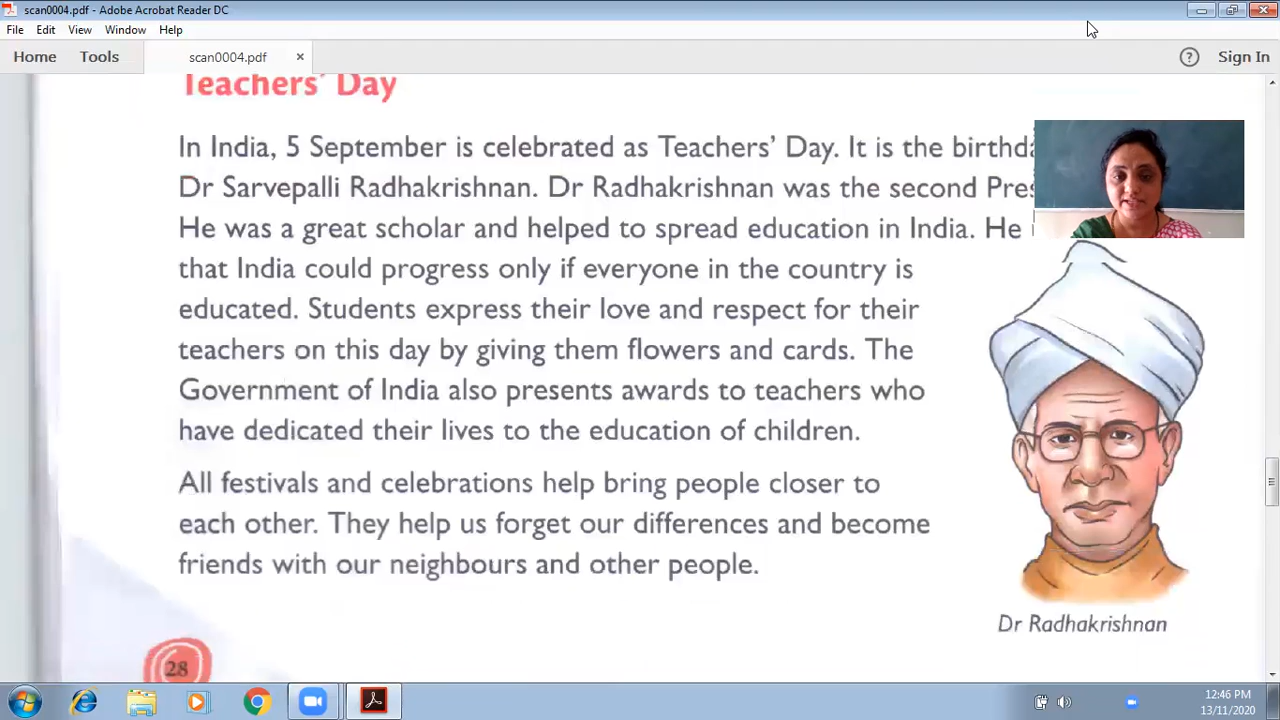 scan0004.pdf - Adobe Acrobat Reader DC
File Edit View Window Help
Home Tools scan0004.pdf × ? Sign In
Teachers' Day
In India, 5 September is celebrated as Teachers' Day. It is the
Dr Sarvepalli Radhakrishnan. Dr Radhakrishnan was the second
He was a great scholar and helped to spread education in India. He
that India could progress only if everyone in the country is
educated. Students express their love and respect for their
teachers on this day by giving them flowers and cards. The
Government of India also presents awards to teachers who
have dedicated their lives to the education of children.
All festivals and celebrations help bring people closer to
each other. They help us forget our differences and become
friends with our neighbours and other people.
Dr Radhakrishnan
28
12:46 PM
13/11/2020